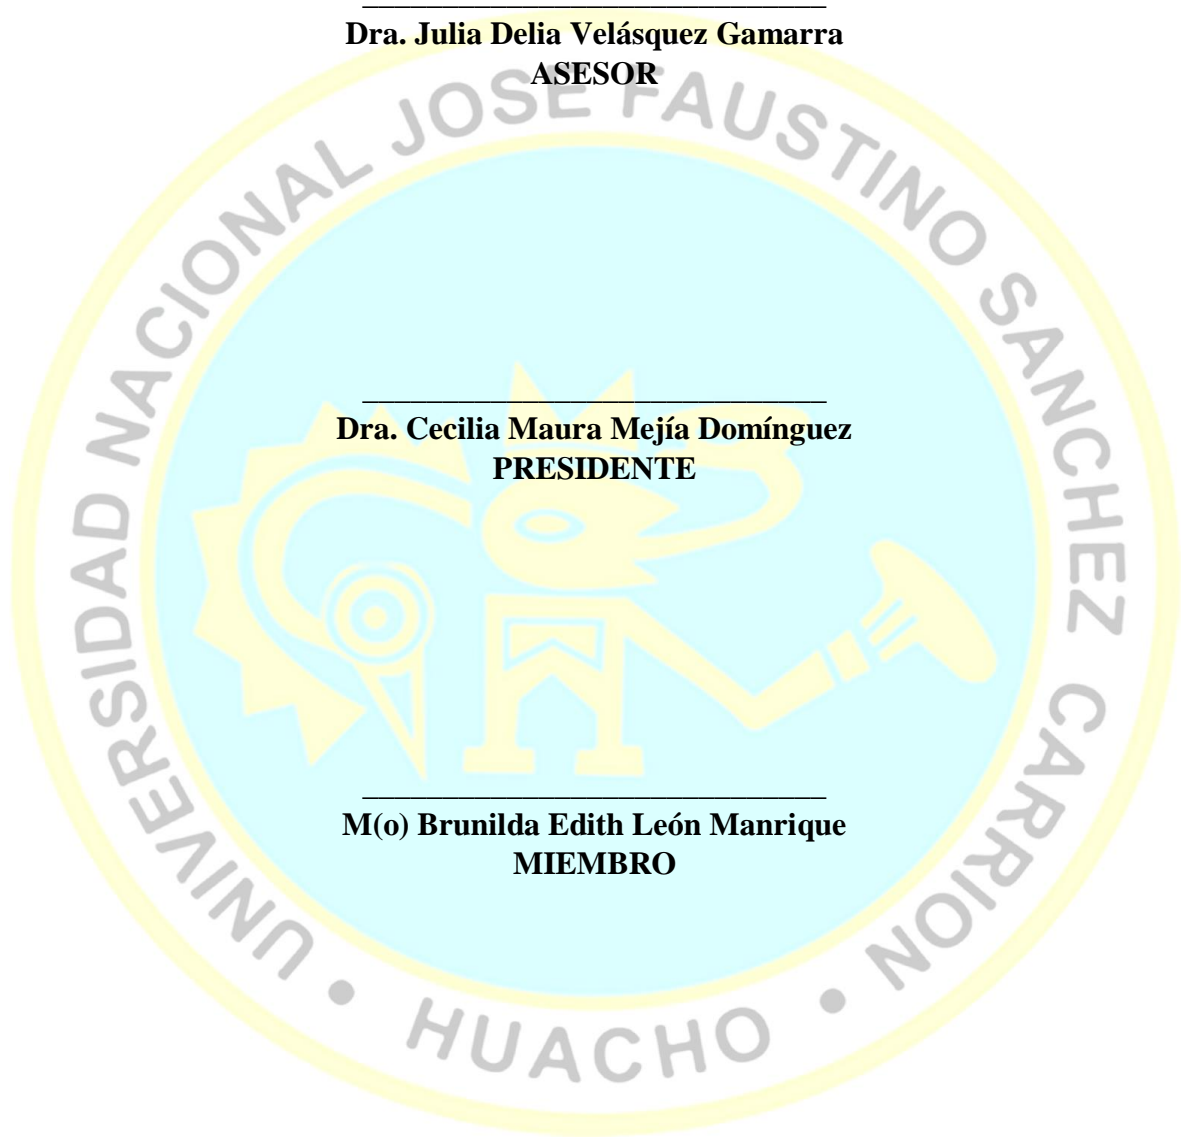 Dra. Julia Delia Velásquez Gamarra
ASESOR
Dra. Cecilia Maura Mejía Domínguez
PRESIDENTE
M(o) Brunilda Edith León Manrique
MIEMBRO
UNIVERSIDAD NACIONAL JOSE FAUSTINO SANCHEZ CARRION • HUACHO •